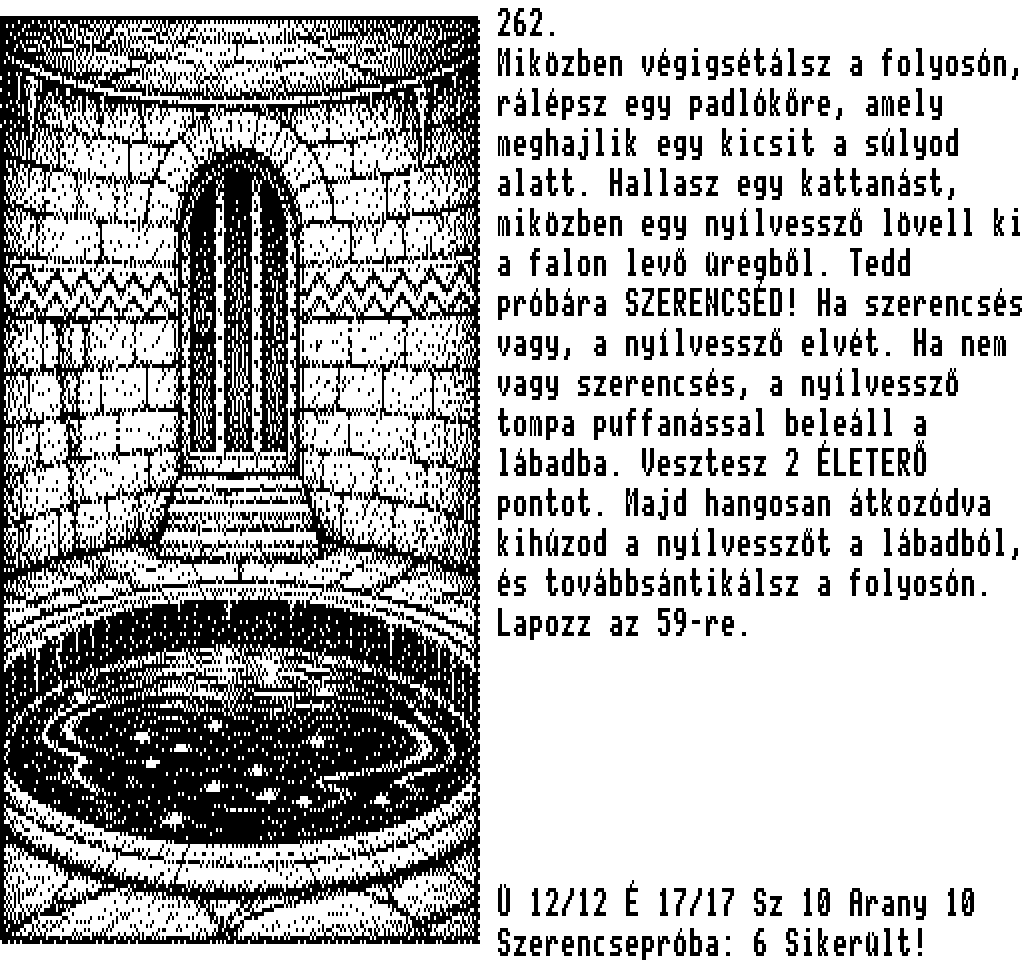 262.
Miközben végigsétálsz a folyosón,
rálépsz egy padlókőre, amely
meghajlik egy kicsit a súlyod
alatt. Hallasz egy kattanást,
miközben egy nyílvessző lövell ki
a falon levő üregből. Tedd
próbára SZERENCSÉD! Ha szerencsés
vagy, a nyílvessző elvét. Ha nem
vagy szerencsés, a nyílvessző
tompa puffanással beleáll a
lábadba. Vesztesz 2 ÉLETERŐ
pontot. Majd hangosan átkozódva
kihúzod a nyílvesszőt a lábadból,
és továbbsántikálsz a folyosón.
Lapozz az 59-re.
Ü 12/12 É 17/17 Sz 10 Arany 10
Szerencsepróba: 6 Sikerült!